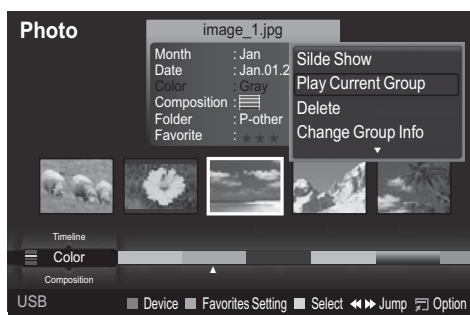 Photo
image_1.jpg
Month : Jan
Date : Jan.01.2
Color : Gray
Composition :
Folder : P-other
Favorite : ★ ★ ★
Silde Show
Play Current Group
Delete
Change Group Info
Timeline
Color
Composition
USB
Device Favorites Setting Select Jump Option